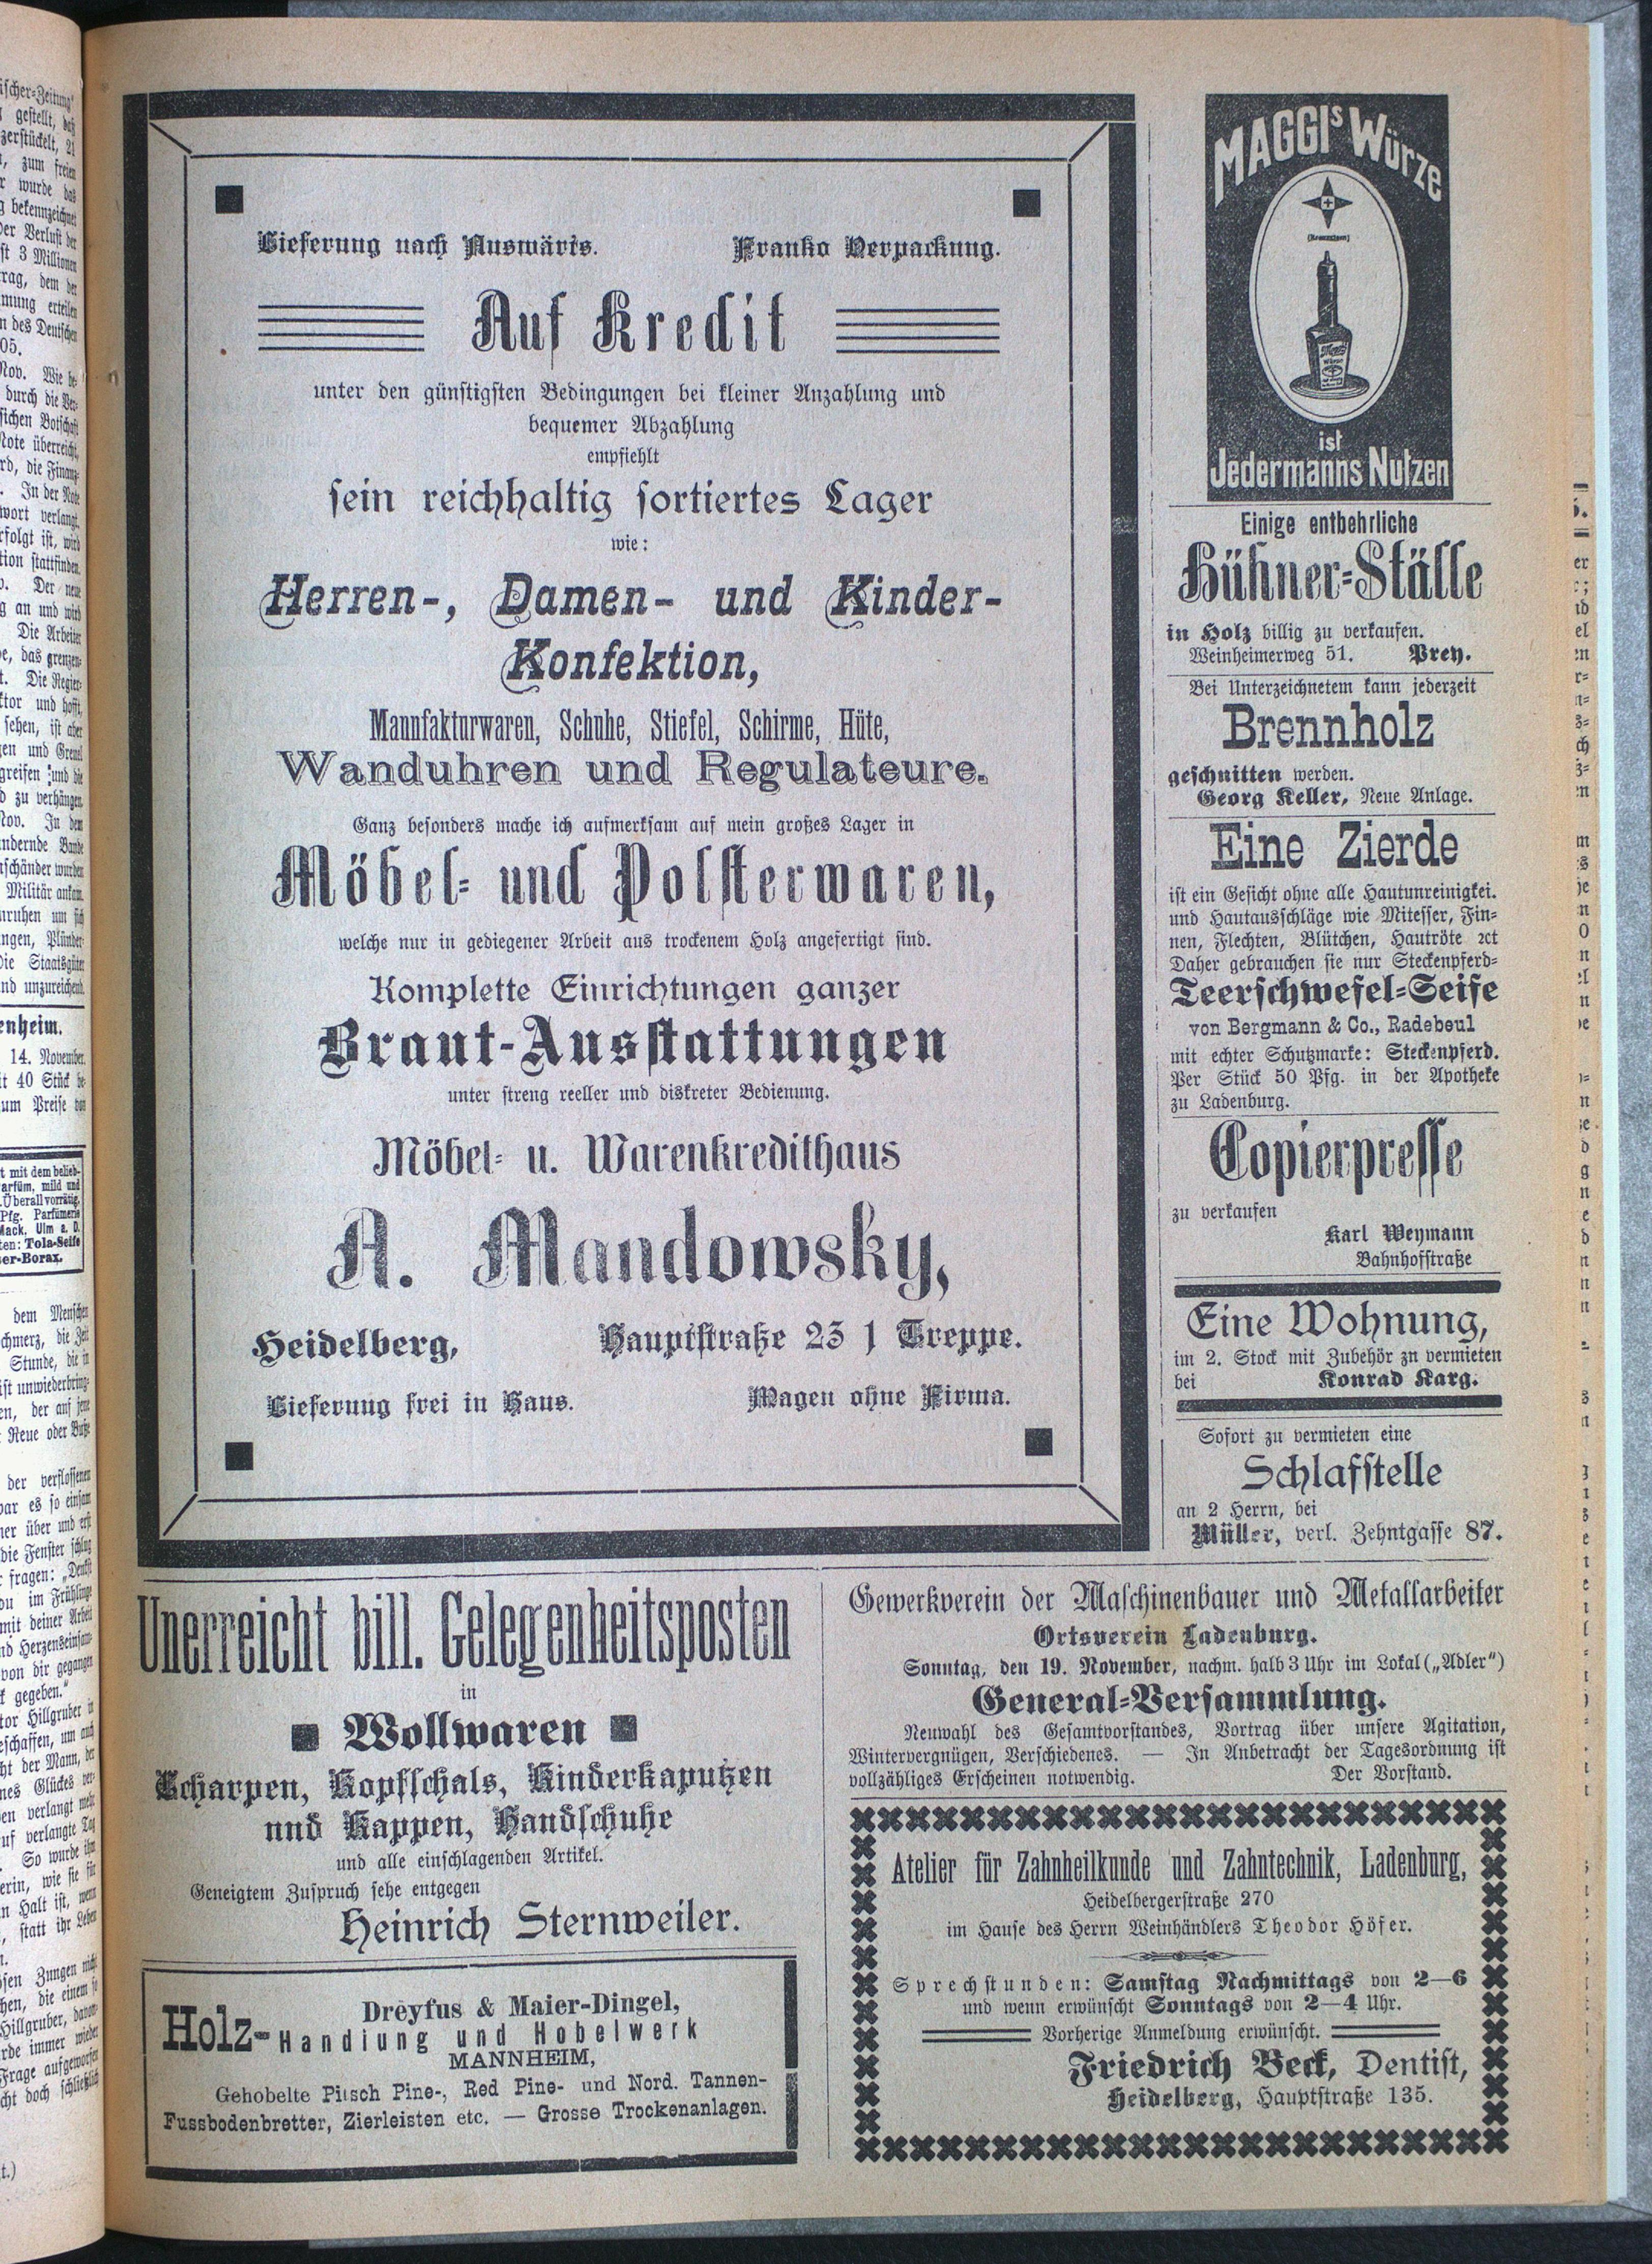 Lieferung nach Auswärts. Franko Verpackung.
Auf Kredit
unter den günstigsten Bedingungen bei kleiner Anzahlung und
bequemer Abzahlung
empfiehlt
sein reichhaltig sortiertes Lager
wie:
Herren-, Damen- und Kinder-
Konfektion,
Mannfakturwaren, Schuhe, Stiefel, Schirme, Hüte,
Wanduhren und Regulateure.
Ganz besonders mache ich aufmerksam auf mein großes Lager in
Möbel- und Polsterwaren,
welche nur in gediegener Arbeit aus trockenem Holz angefertigt sind.
Komplette Einrichtungen ganzer
Braut-Ausstattungen
unter streng reeller und diskreter Bedienung.
Möbel- u. Warenkredithaus
A. Mandowsky,
Heidelberg, Hauptstraße 23 1 Treppe.
Lieferung frei in Haus. Wagen ohne Firma.
MAGGIs Würze
ist
Jedermanns Nutzen
Einige entbehrliche
Hühner-Ställe
in Holz billig zu verkaufen.
Weinheimerweg 51. Prey.
Bei Unterzeichnetem kann jederzeit
Brennholz
geschnitten werden.
Georg Keller, Neue Anlage.
Eine Zierde
ist ein Gesicht ohne alle Hautunreinigkei.
und Hautausschläge wie Mitesser, Fin-
nen, Flechten, Blütchen, Hautröte ꝛct
Daher gebrauchen sie nur Steckenpferd-
Teerschwefel-Seife
von Bergmann & Co., Radebeul
mit echter Schutzmarke: Steckenpferd.
Per Stück 50 Pfg. in der Apotheke
zu Ladenburg.
Copierpresse
zu verkaufen
Karl Weymann
Bahnhofstraße
Eine Wohnung,
im 2. Stock mit Zubehör zn vermieten
bei Konrad Karg.
Sofort zu vermieten eine
Schlafstelle
an 2 Herrn, bei
Müller, verl. Zehntgasse 87.
Unerreicht bill. Gelegenheitsposten
in
Wollwaren
Echarpen, Kopfschals, Kinderkaputzen
nnd Kappen, Handschuhe
und alle einschlagenden Artikel.
Geneigtem Zuspruch sehe entgegen
Heinrich Sternweiler.
Dreyfus & Maier-Dingel,
Holz-Handlung und Hobelwerk
MANNHEIM,
Gehobelte Pitsch Pine-, Red Pine- und Nord. Tannen-
Fussbodenbretter, Zierleisten etc. — Grosse Trockenanlagen.
Gewerkverein der Maschinenbauer und Metallarbeiter
Ortsverein Ladenburg.
Sonntag, den 19. November, nachm. halb 3 Uhr im Lokal („Adler“)
General-Versammlung.
Neuwahl des Gesamtvorstandes, Vortrag über unsere Agitation,
Wintervergnügen, Verschiedenes. — In Anbetracht der Tagesordnung ist
vollzähliges Erscheinen notwendig. Der Vorstand.
Atelier für Zahnheilkunde und Zahntechnik, Ladenburg,
Heidelbergerstraße 270
im Hause des Herrn Weinhändlers Theodor Höfer.
Sprechstunden: Samstag Nachmittags von 2—6
und wenn erwünscht Sonntags von 2—4 Uhr.
Vorherige Anmeldung erwünscht.
Friedrich Beck, Dentist,
Heidelberg, Hauptstraße 135.